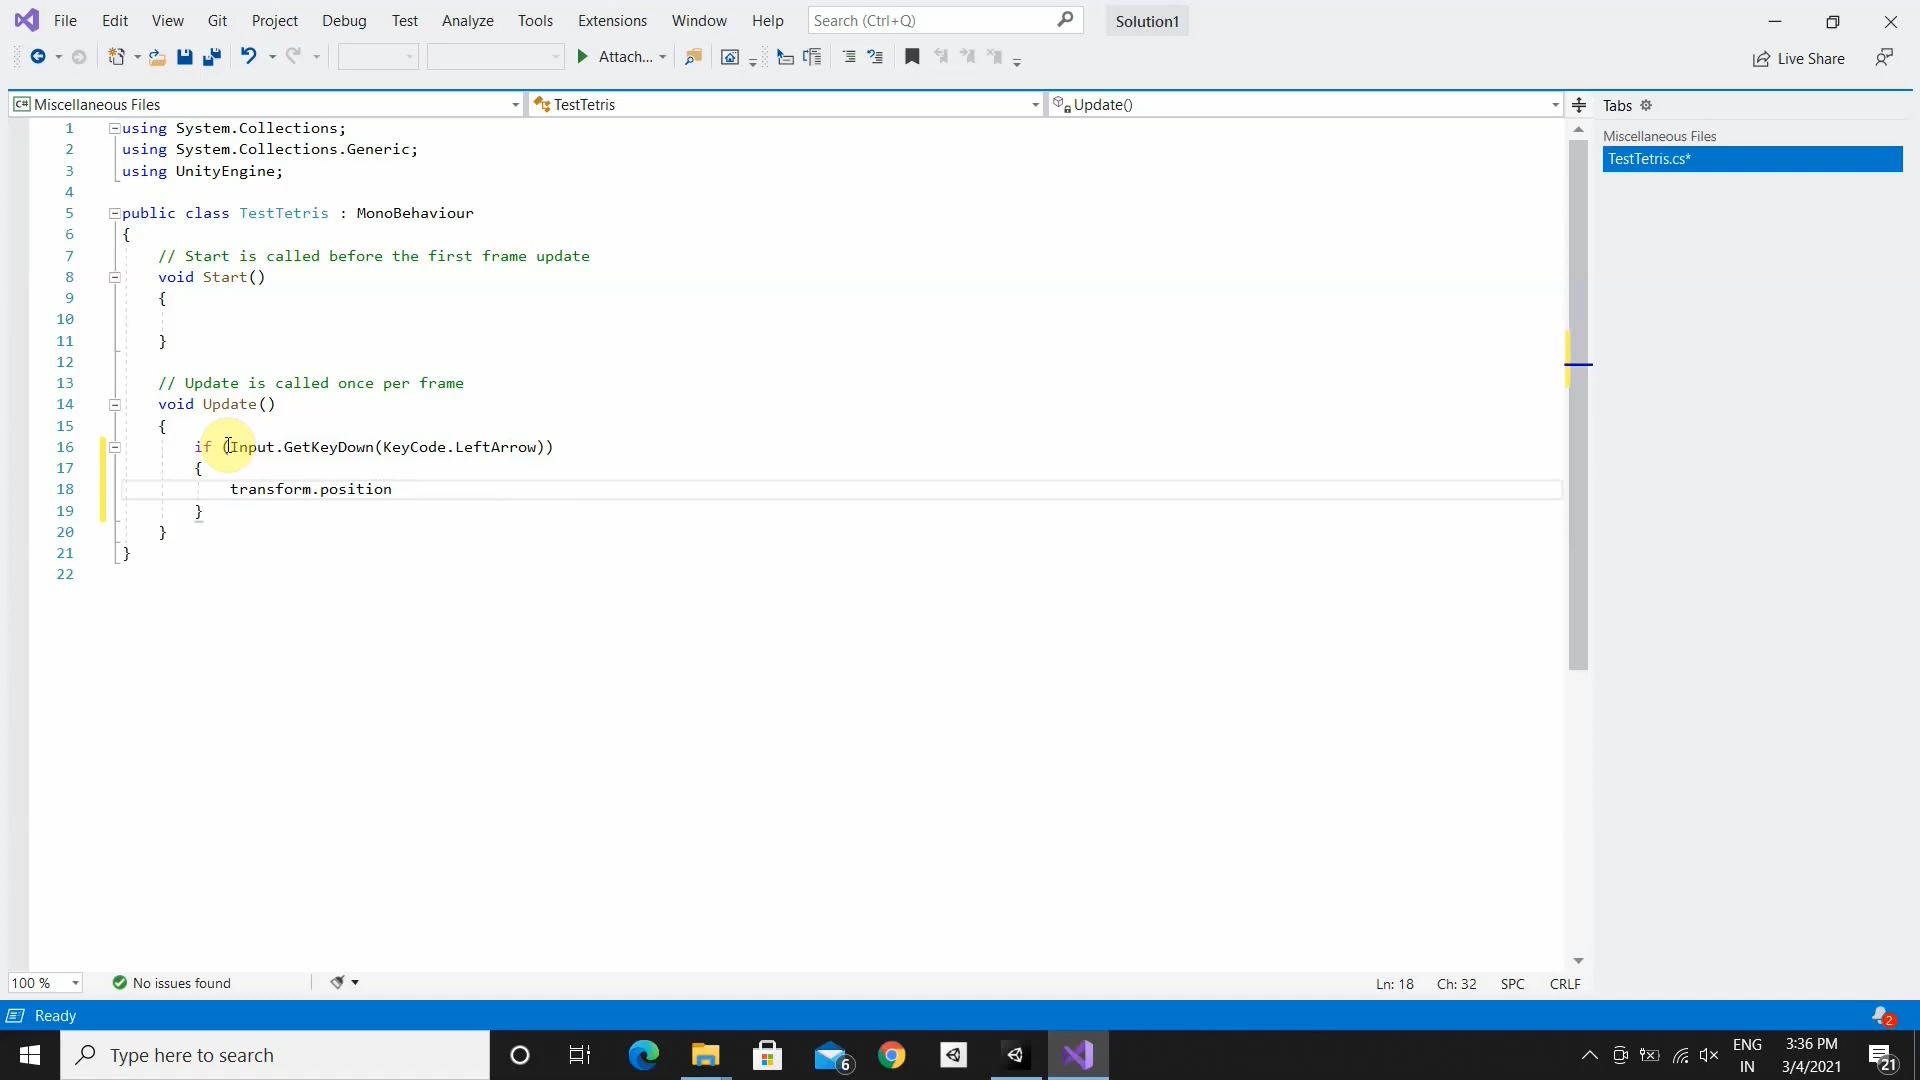 File Edit View Git Project Debug Test Analyze Tools Extensions Window Help Search (Ctrl+Q) Solution1
Attach... Live Share
C# Miscellaneous Files TestTetris Update() Tabs
Miscellaneous Files
TestTetris.cs*
1 using System.Collections;
2 using System.Collections.Generic;
3 using UnityEngine;
4
5 public class TestTetris : MonoBehaviour
6 {
7 // Start is called before the first frame update
8 void Start()
9 {
10
11 }
12
13 // Update is called once per frame
14 void Update()
15 {
16 if (Input.GetKeyDown(KeyCode.LeftArrow))
17 {
18 transform.position
19 }
20 }
21 }
22
100 % No issues found Ln: 18 Ch: 32 SPC CRLF
Ready 2
Type here to search 6 ENG 3:36 PM
IN 3/4/2021 21